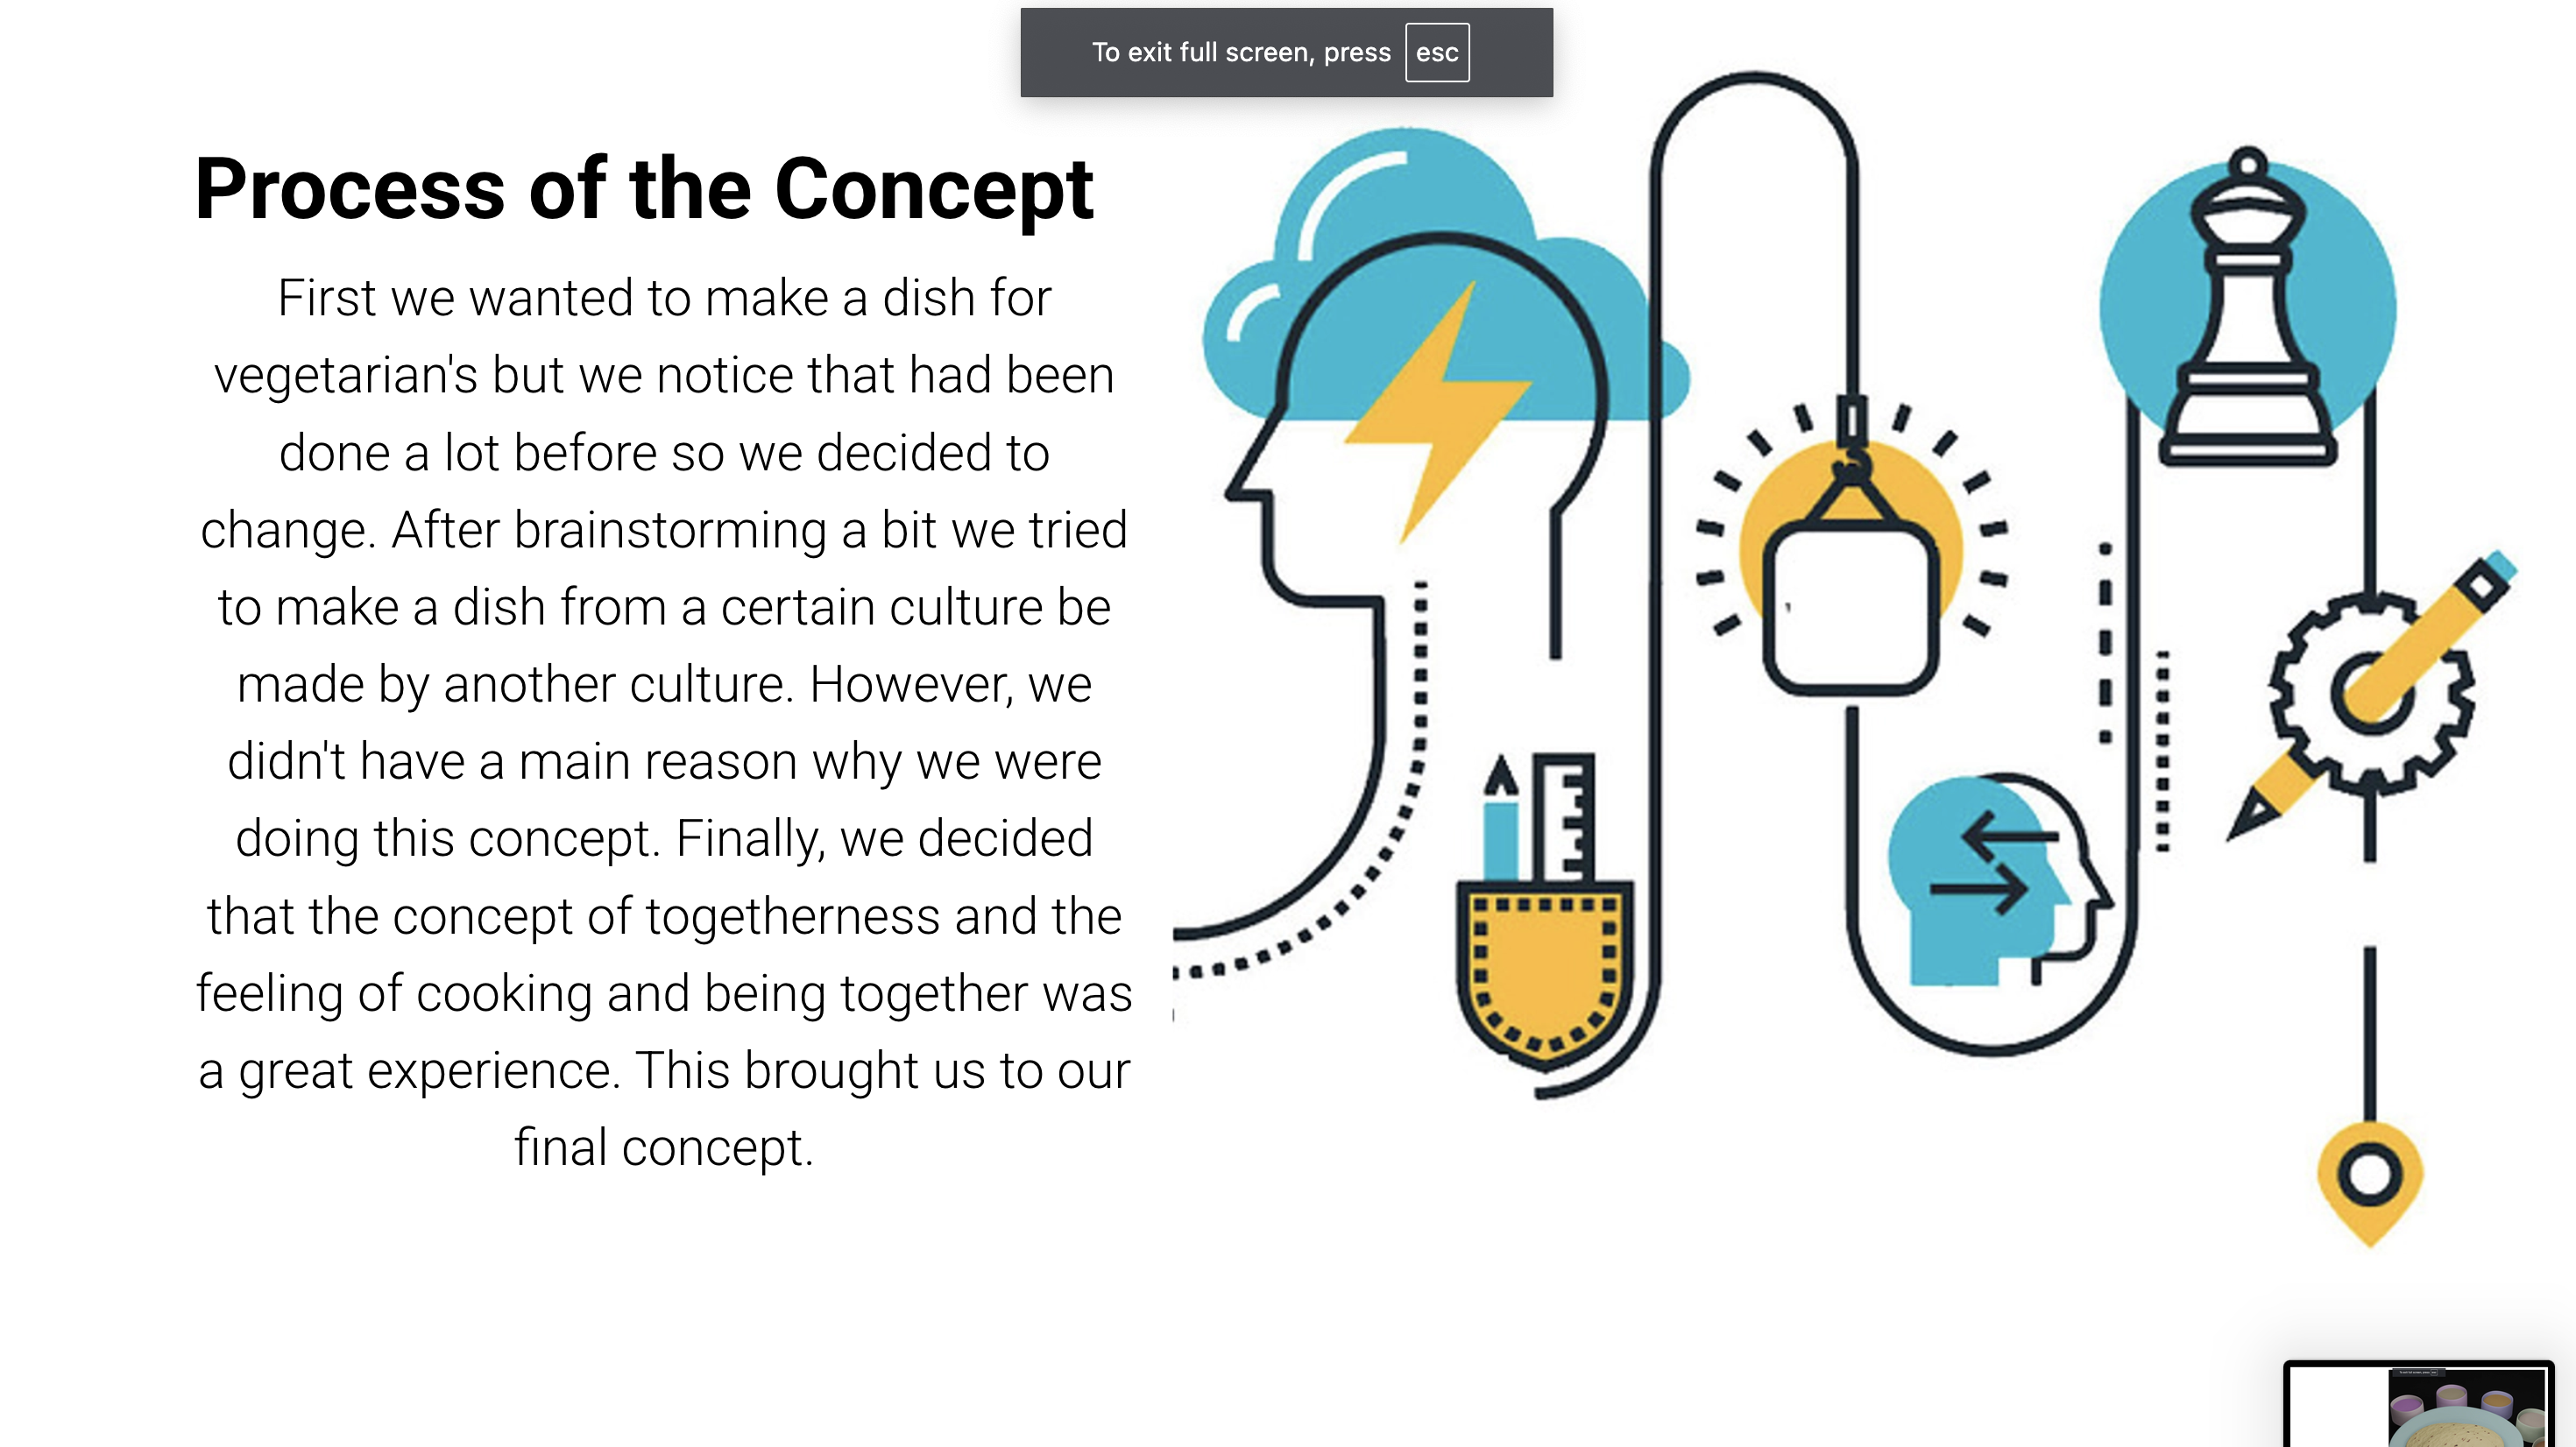 To exit full screen, press esc
Process of the Concept
First we wanted to make a dish for
vegetarian's but we notice that had been
done a lot before so we decided to
change. After brainstorming a bit we tried
to make a dish from a certain culture be
made by another culture. However, we
didn't have a main reason why we were
doing this concept. Finally, we decided
that the concept of togetherness and the
feeling of cooking and being together was
a great experience. This brought us to our
final concept.